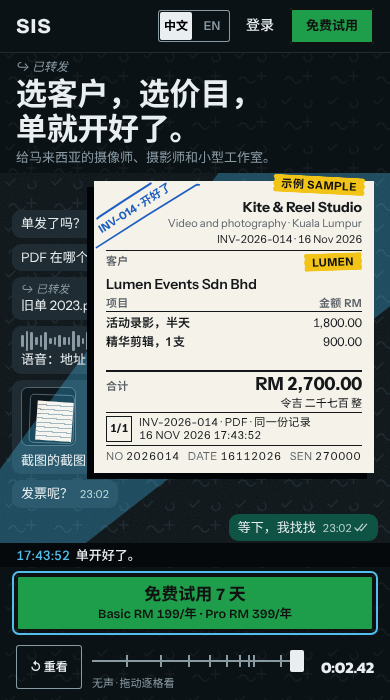 SIS
中文
EN
登录
免费试用
已转发
选客户，选价目，
单就开好了。
给马来西亚的摄像师、摄影师和小型工作室。
示例 SAMPLE
INV-014·开好了
Kite & Reel Studio
Video and photography·Kuala Lumpur
INV-2026-014·16 Nov 2026
单发了吗？
PDF 在哪个
已转发
旧单 2023.p
语音：地址
截图的截图
发票呢？ 23:02
客户
LUMEN
Lumen Events Sdn Bhd
项目 金额 RM
活动录影，半天 1,800.00
精华剪辑，1支 900.00
合计 RM 2,700.00
令吉 二千七百 整
1/1
INV-2026-014·PDF·同一份记录
16 NOV 2026 17:43:52
NO 2026014 DATE 16112026 SEN 270000
等下，我找找 23:02
17:43:52 单开好了。
免费试用 7 天
Basic RM 199/年 · Pro RM 399/年
重看
无声·拖动逐格看
0:02.42